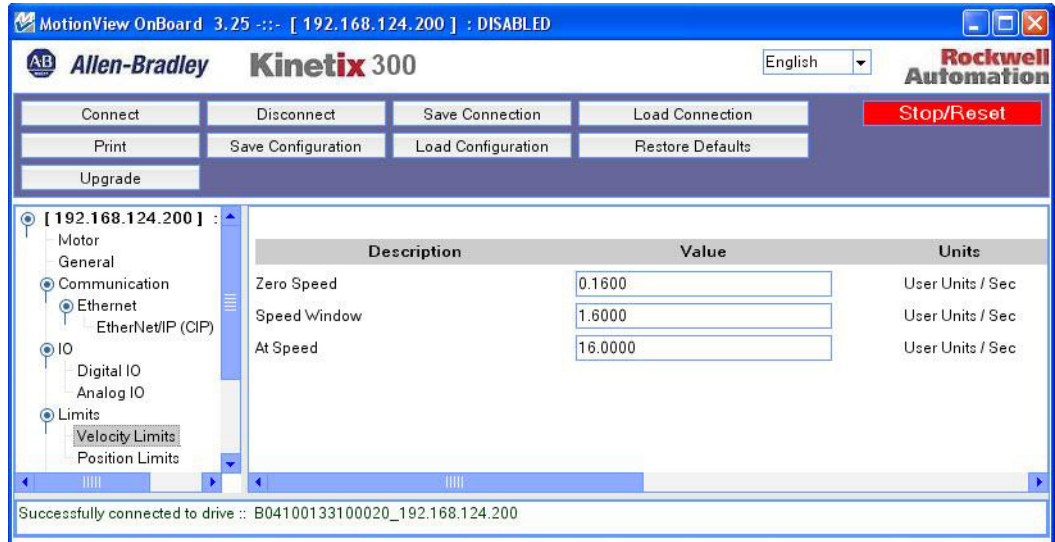 MotionView OnBoard 3.25 -::- [ 192.168.124.200 ] : DISABLED
AB Allen-Bradley Kinetix 300 English Rockwell Automation
Connect Disconnect Save Connection Load Connection Stop/Reset
Print Save Configuration Load Configuration Restore Defaults
Upgrade
[ 192.168.124.200 ] :
Motor
General
Communication
Ethernet
EtherNet/IP (CIP)
IO
Digital IO
Analog IO
Limits
Velocity Limits
Position Limits
Description Value Units
Zero Speed 0.1600 User Units / Sec
Speed Window 1.6000 User Units / Sec
At Speed 16.0000 User Units / Sec
Successfully connected to drive :: B04100133100020_192.168.124.200